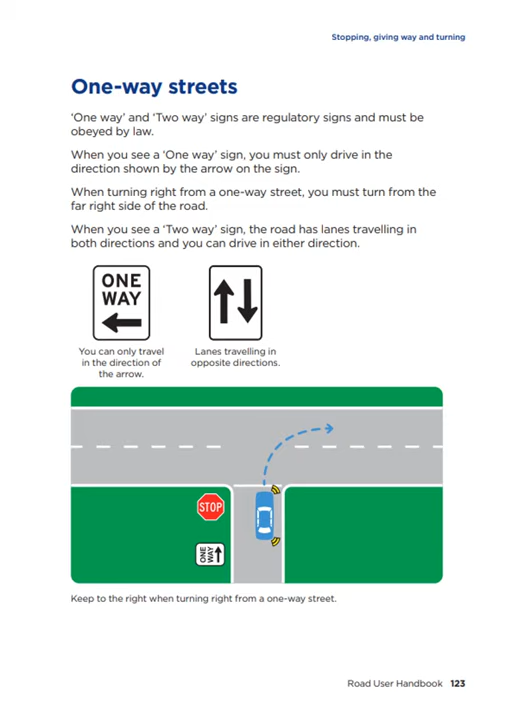 Stopping, giving way and turning
One-way streets
‘One way’ and ‘Two way’ signs are regulatory signs and must be
obeyed by law.
When you see a ‘One way’ sign, you must only drive in the
direction shown by the arrow on the sign.
When turning right from a one-way street, you must turn from the
far right side of the road.
When you see a ‘Two way’ sign, the road has lanes travelling in
both directions and you can drive in either direction.
ONE
WAY
You can only travel
in the direction of
the arrow.
Lanes travelling in
opposite directions.
STOP
ONE
WAY
Keep to the right when turning right from a one-way street.
Road User Handbook 123